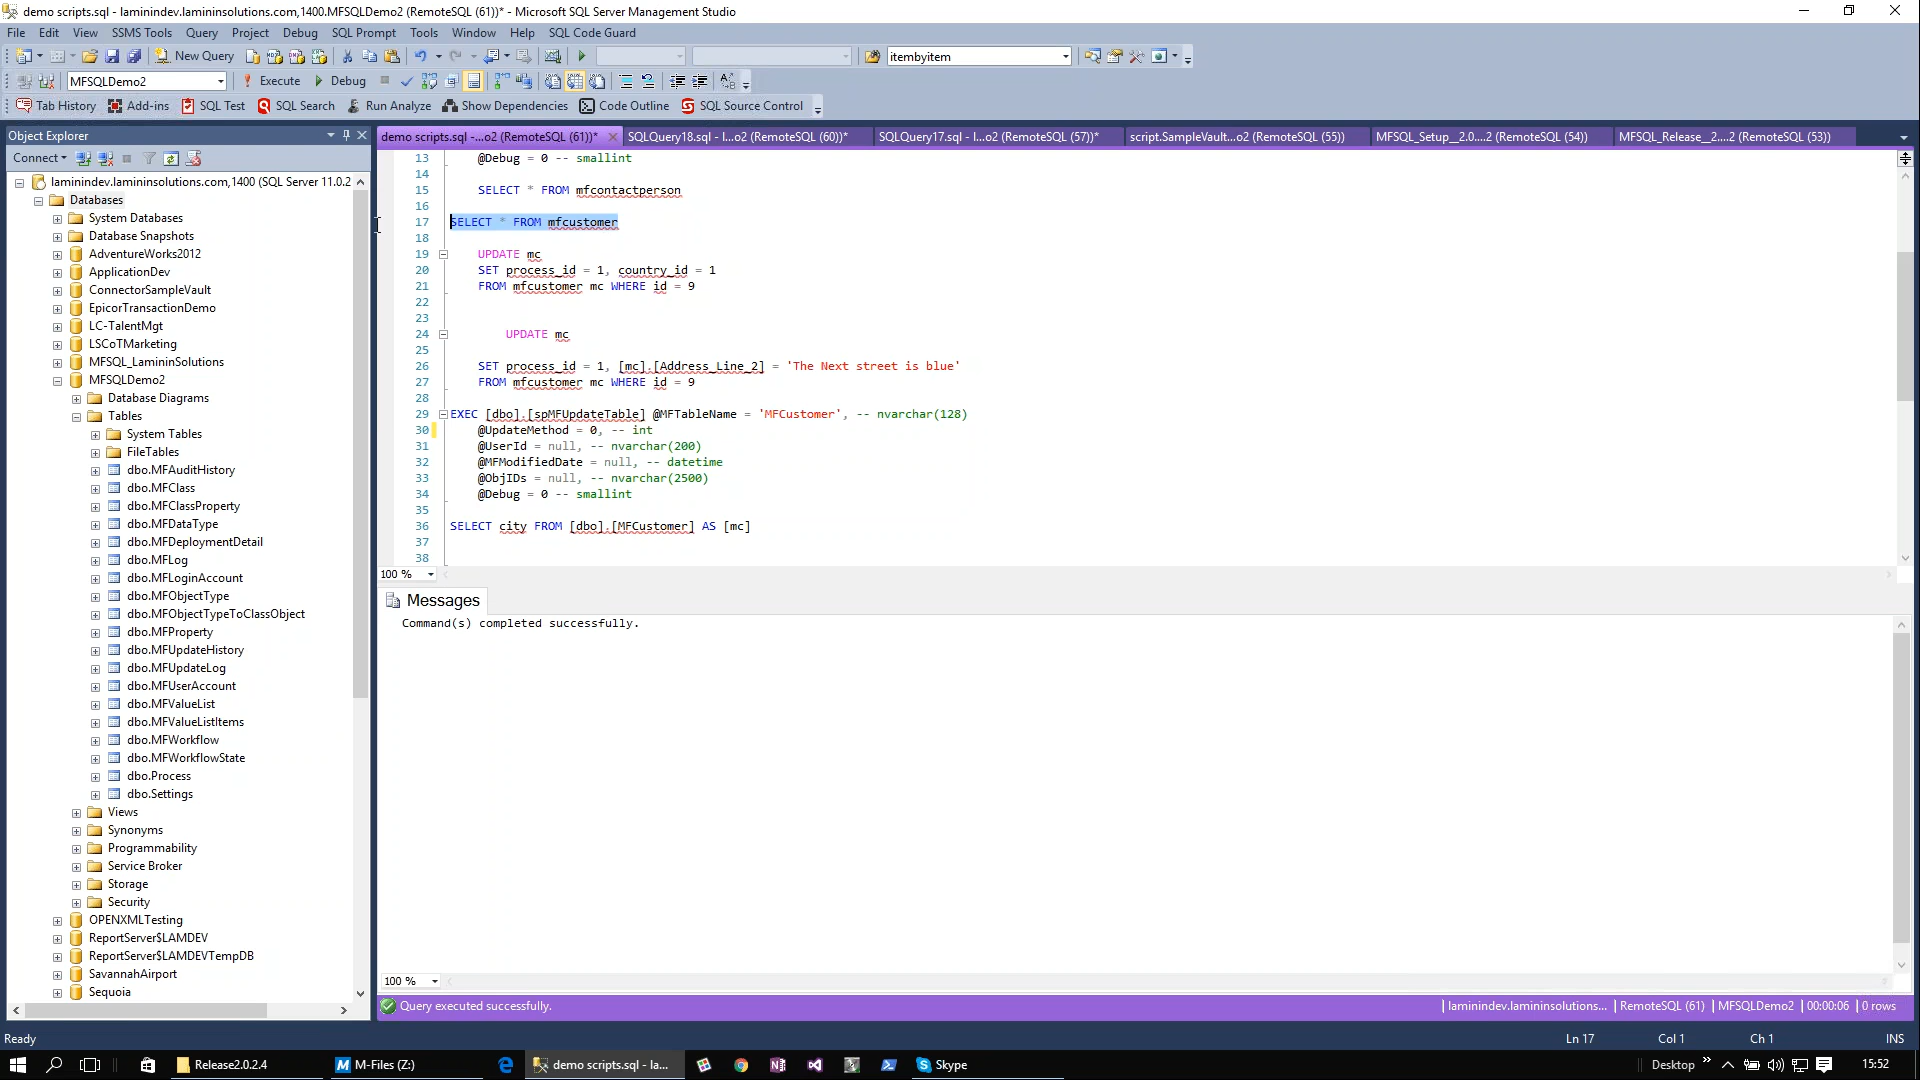 demo scripts.sql - laminindev.lamininsolutions.com,1400.MFSQLDemo2 (RemoteSQL (61))* - Microsoft SQL Server Management Studio
File Edit View SSMS Tools Query Project Debug SQL Prompt Tools Window Help SQL Code Guard
New Query itembyitem
MFSQLDemo2 Execute Debug
Tab History Add-ins SQL Test SQL Search Run Analyze Show Dependencies Code Outline SQL Source Control
Object Explorer
Connect
laminindev.lamininsolutions.com,1400 (SQL Server 11.0.2
Databases
System Databases
Database Snapshots
AdventureWorks2012
ApplicationDev
ConnectorSampleVault
EpicorTransactionDemo
LC-TalentMgt
LSCoTMarketing
MFSQL_LamininSolutions
MFSQLDemo2
Database Diagrams
Tables
System Tables
FileTables
dbo.MFAuditHistory
dbo.MFClass
dbo.MFClassProperty
dbo.MFDataType
dbo.MFDeploymentDetail
dbo.MFLog
dbo.MFLoginAccount
dbo.MFObjectType
dbo.MFObjectTypeToClassObject
dbo.MFProperty
dbo.MFUpdateHistory
dbo.MFUpdateLog
dbo.MFUserAccount
dbo.MFValueList
dbo.MFValueListItems
dbo.MFWorkflow
dbo.MFWorkflowState
dbo.Process
dbo.Settings
Views
Synonyms
Programmability
Service Broker
Storage
Security
OPENXMLTesting
ReportServer$LAMDEV
ReportServer$LAMDEVTempDB
SavannahAirport
Sequoia
demo scripts.sql -...o2 (RemoteSQL (61))* SQLQuery18.sql - l...o2 (RemoteSQL (60))* SQLQuery17.sql - l...o2 (RemoteSQL (57))* script.SampleVault...o2 (RemoteSQL (55)) MFSQL_Setup__2.0....2 (RemoteSQL (54)) MFSQL_Release__2,...2 (RemoteSQL (53))
13 @Debug = 0 -- smallint
14
15 SELECT * FROM mfcontactperson
16
17 SELECT * FROM mfcustomer
18
19 UPDATE mc
20 SET process_id = 1, country_id = 1
21 FROM mfcustomer mc WHERE id = 9
22
23
24 UPDATE mc
25
26 SET process_id = 1, [mc].[Address_Line_2] = 'The Next street is blue'
27 FROM mfcustomer mc WHERE id = 9
28
29 EXEC [dbo].[spMFUpdateTable] @MFTableName = 'MFCustomer', -- nvarchar(128)
30 @UpdateMethod = 0, -- int
31 @UserId = null, -- nvarchar(200)
32 @MFModifiedDate = null, -- datetime
33 @ObjIDs = null, -- nvarchar(2500)
34 @Debug = 0 -- smallint
35
36 SELECT city FROM [dbo].[MFCustomer] AS [mc]
37
38
100 %
Messages
Command(s) completed successfully.
100 %
Query executed successfully. laminindev.lamininsolutions... RemoteSQL (61) MFSQLDemo2 00:00:06 0 rows
Ready Ln 17 Col 1 Ch 1 INS
Release2.0.2.4 M-Files (Z:) demo scripts.sql - la... Skype Desktop 15:52